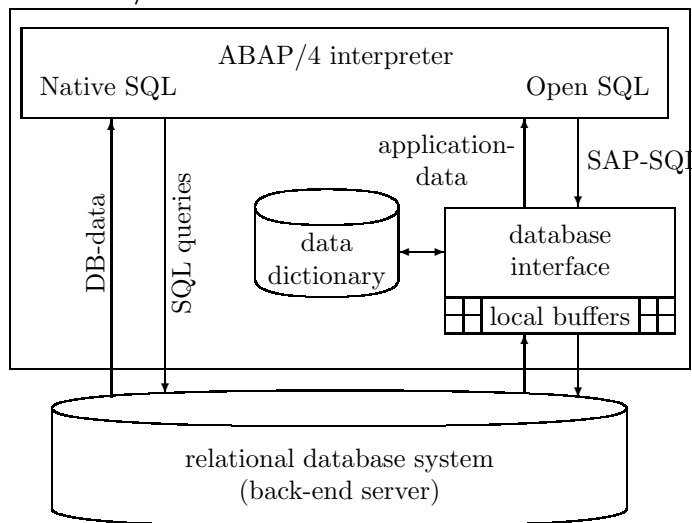 ABAP/4 interpreter
Native SQL
Open SQL
application-
data
SAP-SQL
DB-data
SQL queries
data
dictionary
database
interface
local buffers
relational database system
(back-end server)